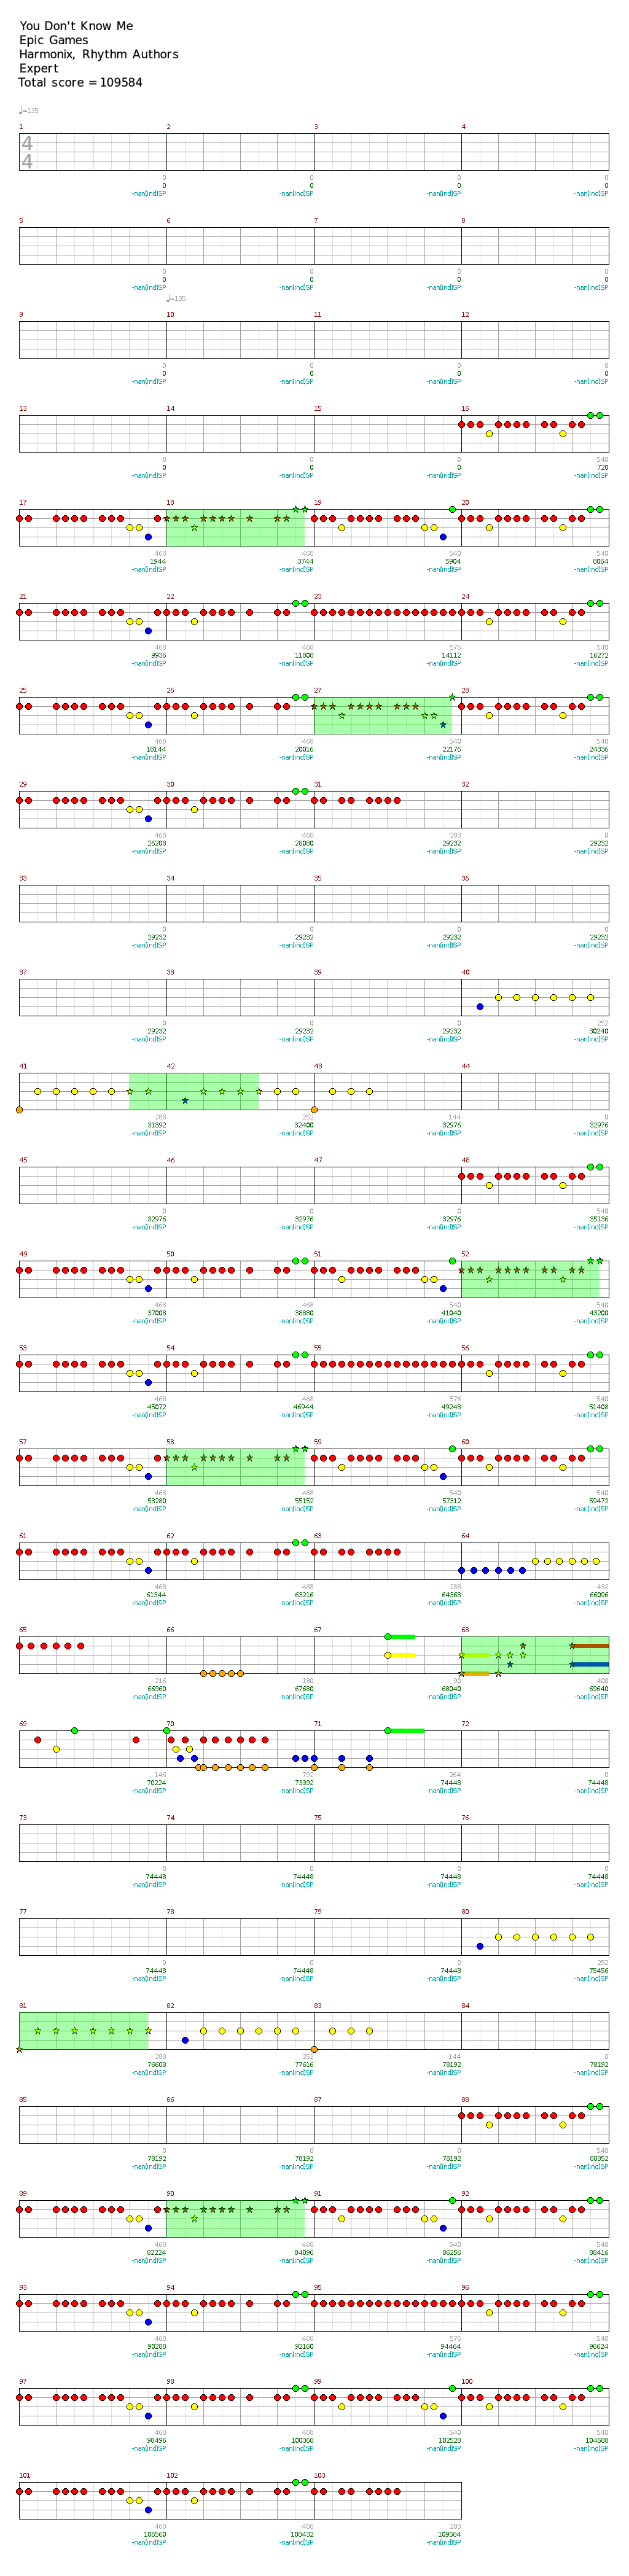 You Don't Know Me
Epic Games
Harmonix, Rhythm Authors
Expert
Total score = 109584
♩=135
1 2 3 4
4
4
0 0 0 0
0 0 0 0
-nan(ind)SP -nan(ind)SP -nan(ind)SP -nan(ind)SP
5 6 7 8
0 0 0 0
0 0 0 0
-nan(ind)SP -nan(ind)SP -nan(ind)SP -nan(ind)SP
♩=135
9 10 11 12
0 0 0 0
0 0 0 0
-nan(ind)SP -nan(ind)SP -nan(ind)SP -nan(ind)SP
13 14 15 16
0 0 0 540
0 0 0 720
-nan(ind)SP -nan(ind)SP -nan(ind)SP -nan(ind)SP
17 18 19 20
468 468 540 540
1944 3744 5904 8064
-nan(ind)SP -nan(ind)SP -nan(ind)SP -nan(ind)SP
21 22 23 24
468 468 576 540
9936 11808 14112 16272
-nan(ind)SP -nan(ind)SP -nan(ind)SP -nan(ind)SP
25 26 27 28
468 468 540 540
18144 20016 22176 24336
-nan(ind)SP -nan(ind)SP -nan(ind)SP -nan(ind)SP
29 30 31 32
468 468 288 0
26208 28080 29232 29232
-nan(ind)SP -nan(ind)SP -nan(ind)SP -nan(ind)SP
33 34 35 36
0 0 0 0
29232 29232 29232 29232
-nan(ind)SP -nan(ind)SP -nan(ind)SP -nan(ind)SP
37 38 39 40
0 0 0 252
29232 29232 29232 30240
-nan(ind)SP -nan(ind)SP -nan(ind)SP -nan(ind)SP
41 42 43 44
288 252 144 0
31392 32400 32976 32976
-nan(ind)SP -nan(ind)SP -nan(ind)SP -nan(ind)SP
45 46 47 48
0 0 0 540
32976 32976 32976 35136
-nan(ind)SP -nan(ind)SP -nan(ind)SP -nan(ind)SP
49 50 51 52
468 468 540 540
37008 38880 41040 43200
-nan(ind)SP -nan(ind)SP -nan(ind)SP -nan(ind)SP
53 54 55 56
468 468 576 540
45072 46944 49248 51408
-nan(ind)SP -nan(ind)SP -nan(ind)SP -nan(ind)SP
57 58 59 60
468 468 540 540
53280 55152 57312 59472
-nan(ind)SP -nan(ind)SP -nan(ind)SP -nan(ind)SP
61 62 63 64
468 468 288 432
61344 63216 64368 66096
-nan(ind)SP -nan(ind)SP -nan(ind)SP -nan(ind)SP
65 66 67 68
216 180 90 400
66960 67680 68040 69640
-nan(ind)SP -nan(ind)SP -nan(ind)SP -nan(ind)SP
69 70 71 72
146 792 264 0
70224 73392 74448 74448
-nan(ind)SP -nan(ind)SP -nan(ind)SP -nan(ind)SP
73 74 75 76
0 0 0 0
74448 74448 74448 74448
-nan(ind)SP -nan(ind)SP -nan(ind)SP -nan(ind)SP
77 78 79 80
0 0 0 252
74448 74448 74448 75456
-nan(ind)SP -nan(ind)SP -nan(ind)SP -nan(ind)SP
81 82 83 84
288 252 144 0
76608 77616 78192 78192
-nan(ind)SP -nan(ind)SP -nan(ind)SP -nan(ind)SP
85 86 87 88
0 0 0 540
78192 78192 78192 80352
-nan(ind)SP -nan(ind)SP -nan(ind)SP -nan(ind)SP
89 90 91 92
468 468 540 540
82224 84096 86256 88416
-nan(ind)SP -nan(ind)SP -nan(ind)SP -nan(ind)SP
93 94 95 96
468 468 576 540
90288 92160 94464 96624
-nan(ind)SP -nan(ind)SP -nan(ind)SP -nan(ind)SP
97 98 99 100
468 468 540 540
98496 100368 102528 104688
-nan(ind)SP -nan(ind)SP -nan(ind)SP -nan(ind)SP
101 102 103
468 468 288
106560 108432 109584
-nan(ind)SP -nan(ind)SP -nan(ind)SP